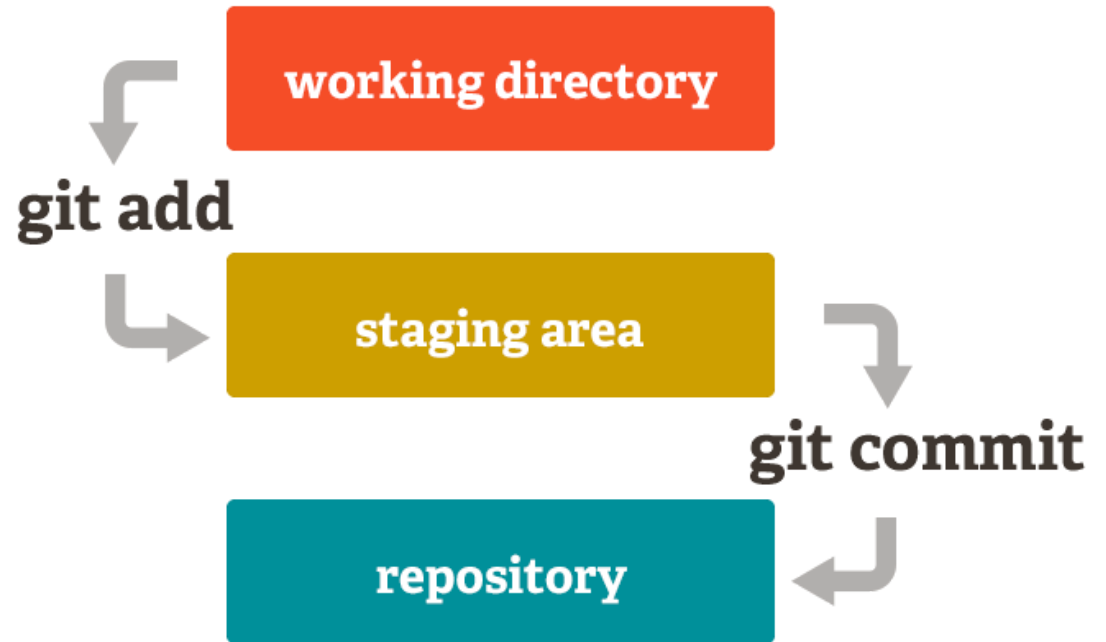 working directory
git add
staging area
git commit
repository